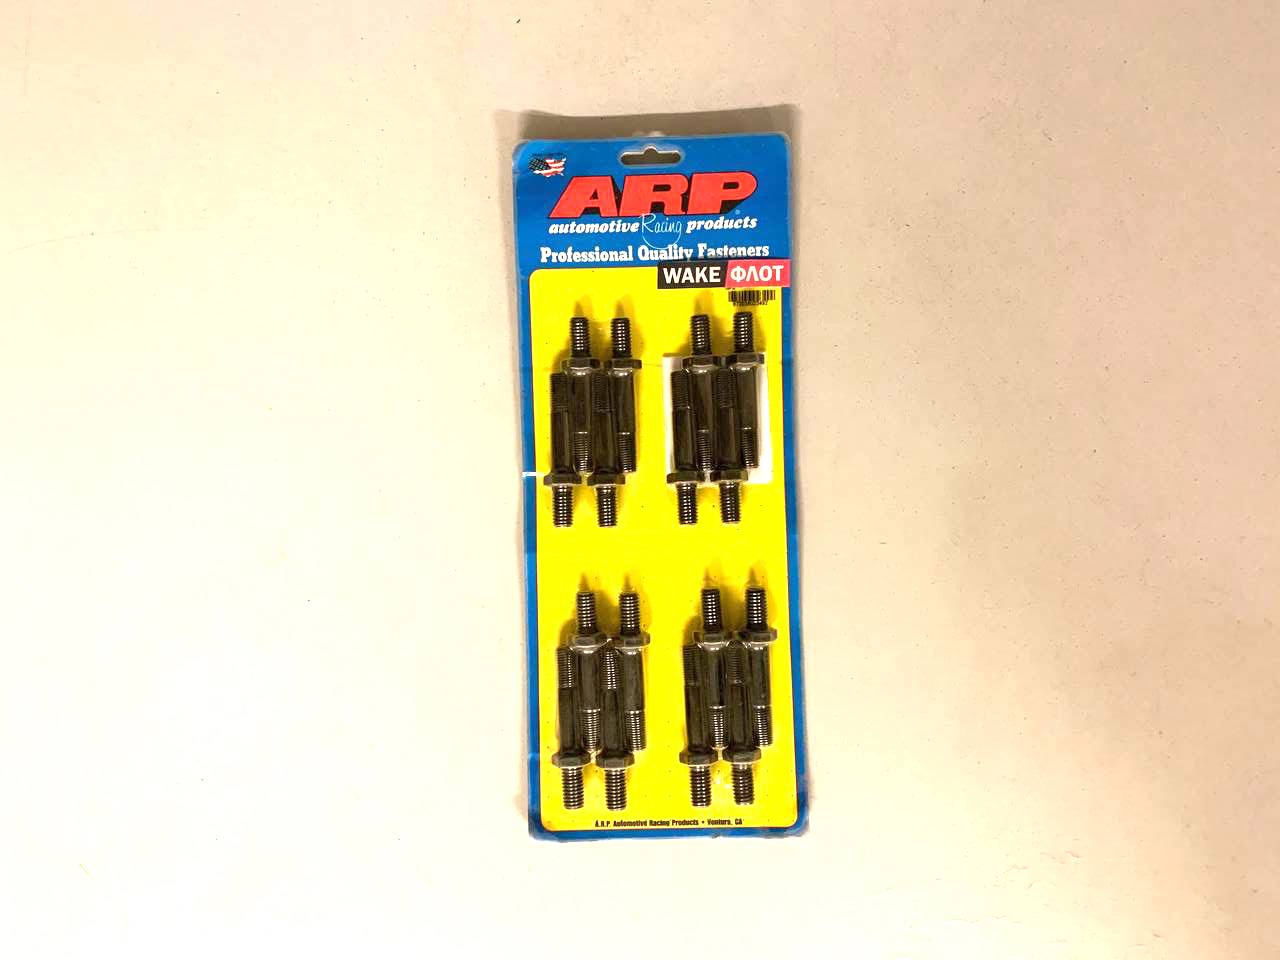 ARP
automotive Racing products
Professional Quality Fasteners
WAKE ФЛОТ
A.R.P. Automotive Racing Products • Ventura, CA